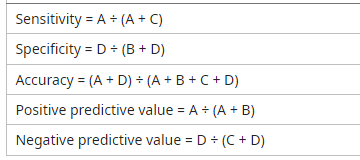 Sensitivity = A ÷ (A + C)
Specificity = D ÷ (B + D)
Accuracy = (A + D) ÷ (A + B + C + D)
Positive predictive value = A ÷ (A + B)
Negative predictive value = D ÷ (C + D)